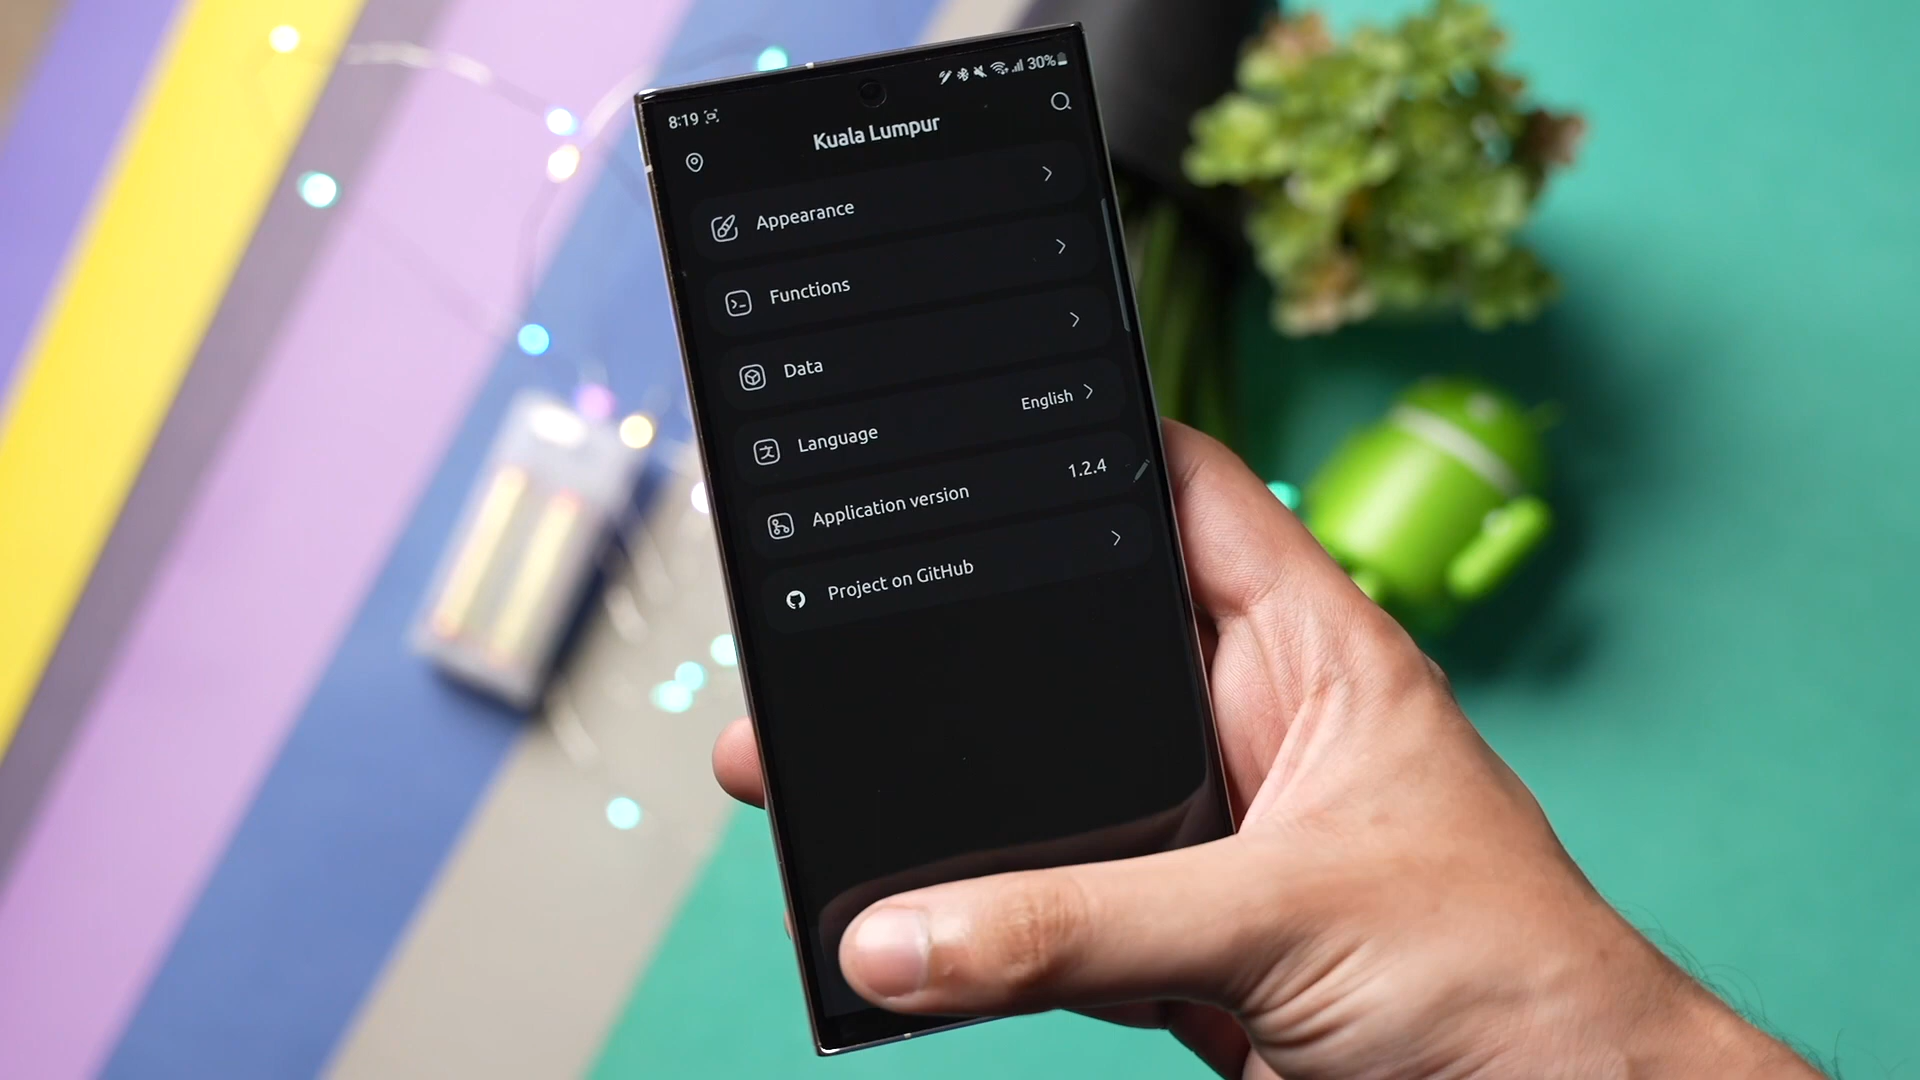 8:19
30%
Kuala Lumpur
Appearance
Functions
Data
Language English
Application version 1.2.4
Project on GitHub